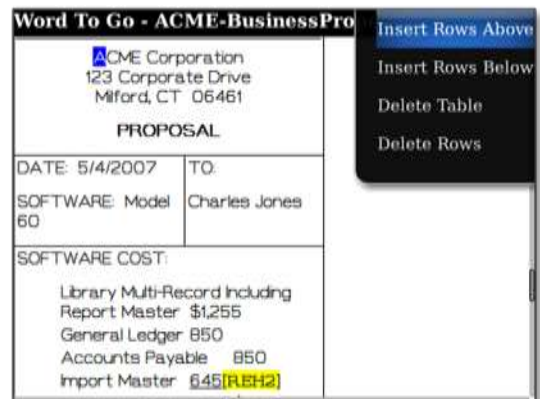 Word To Go - ACME-BusinessPro
Insert Rows Above
Insert Rows Below
Delete Table
Delete Rows
ACME Corporation
123 Corporate Drive
Milford, CT 06461
PROPOSAL
DATE: 5/4/2007
TO:
SOFTWARE: Model
60
Charles Jones
SOFTWARE COST:
Library Multi-Record Including
Report Master $1,255
General Ledger 850
Accounts Payable 850
Import Master 645[REH2]